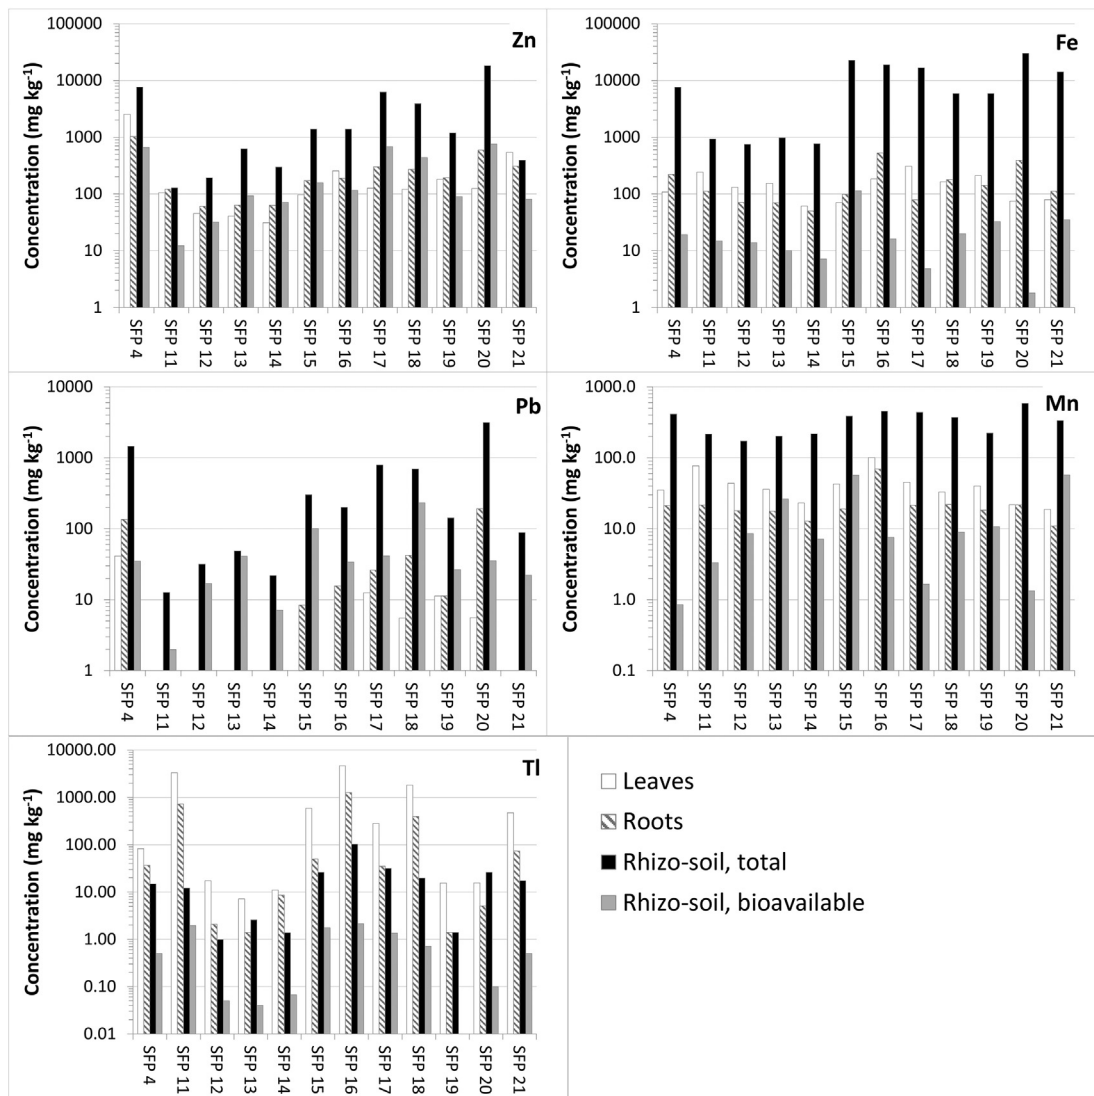 Zn
Concentration (mg kg-1)
100000
10000
1000
100
10
1
SFP 4
SFP 11
SFP 12
SFP 13
SFP 14
SFP 15
SFP 16
SFP 17
SFP 18
SFP 19
SFP 20
SFP 21
Fe
Concentration (mg kg-1)
100000
10000
1000
100
10
1
SFP 4
SFP 11
SFP 12
SFP 13
SFP 14
SFP 15
SFP 16
SFP 17
SFP 18
SFP 19
SFP 20
SFP 21
Pb
Concentration (mg kg-1)
10000
1000
100
10
1
SFP 4
SFP 11
SFP 12
SFP 13
SFP 14
SFP 15
SFP 16
SFP 17
SFP 18
SFP 19
SFP 20
SFP 21
Mn
Concentration (mg kg-1)
1000.0
100.0
10.0
1.0
0.1
SFP 4
SFP 11
SFP 12
SFP 13
SFP 14
SFP 15
SFP 16
SFP 17
SFP 18
SFP 19
SFP 20
SFP 21
Tl
Concentration (mg kg-1)
10000.00
1000.00
100.00
10.00
1.00
0.10
0.01
SFP 4
SFP 11
SFP 12
SFP 13
SFP 14
SFP 15
SFP 16
SFP 17
SFP 18
SFP 19
SFP 20
SFP 21
Leaves
Roots
Rhizo-soil, total
Rhizo-soil, bioavailable